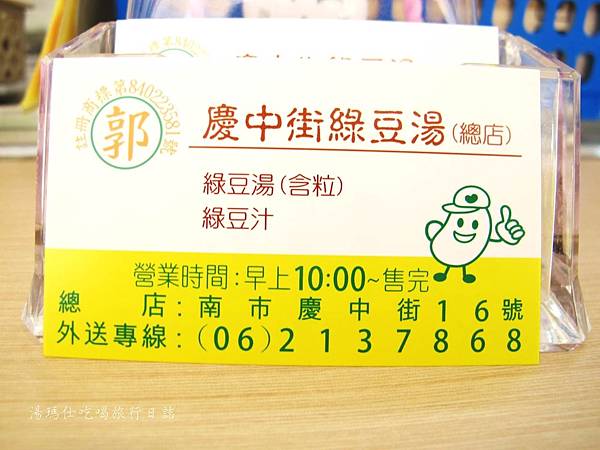 註冊商標第84022358號
郭
慶中街綠豆湯(總店)
綠豆湯(含粒)
綠豆汁
營業時間:早上10:00~售完
總店:南市慶中街16號
外送專線:(06)2137868
湯瑪仕吃喝旅行日誌